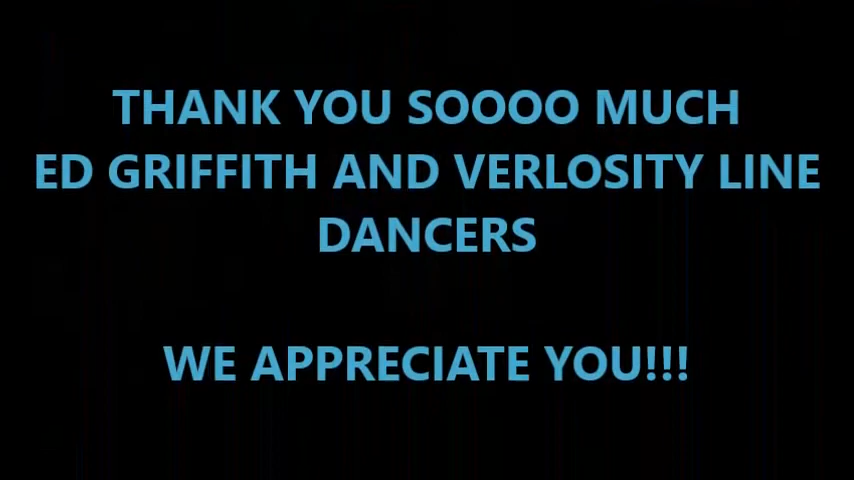 THANK YOU SOOOO MUCH
ED GRIFFITH AND VERLOSITY LINE
DANCERS
WE APPRECIATE YOU!!!